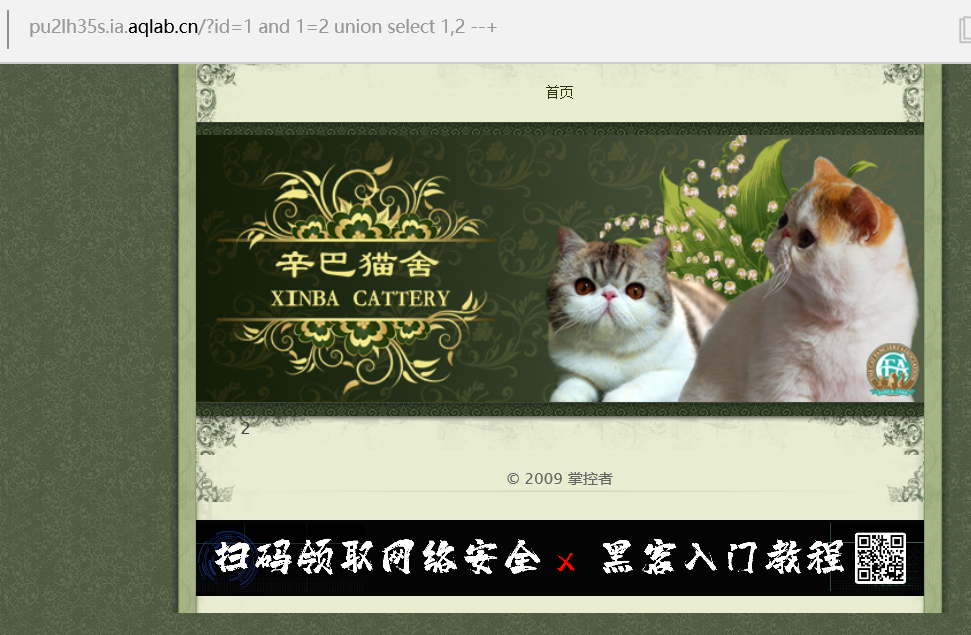 pu2lh35s.ia.aqlab.cn/?id=1 and 1=2 union select 1,2 --+
首页
辛巴猫舍
XINBA CATTERY
2
© 2009 掌控者
扫码领取网络安全 x 黑客入门教程